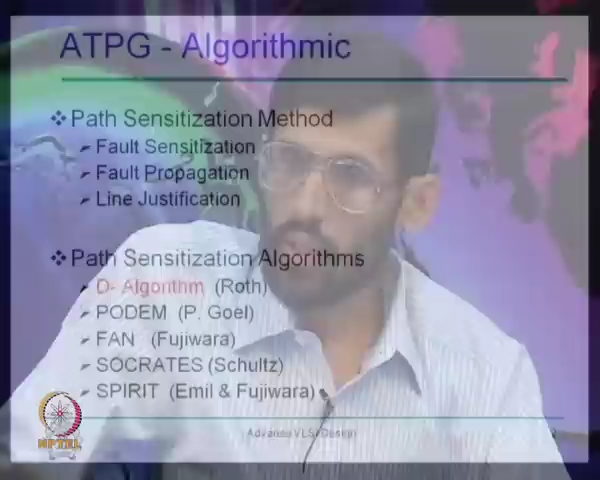 ATPG - Algorithmic
Path Sensitization Method
Fault Sensitization
Fault Propagation
Line Justification
Path Sensitization Algorithms
D- Algorithm (Roth)
PODEM (P. Goel)
FAN (Fujiwara)
SOCRATES (Schultz)
SPIRIT (Emil & Fujiwara)
NPTEL
Advance VLSI Design